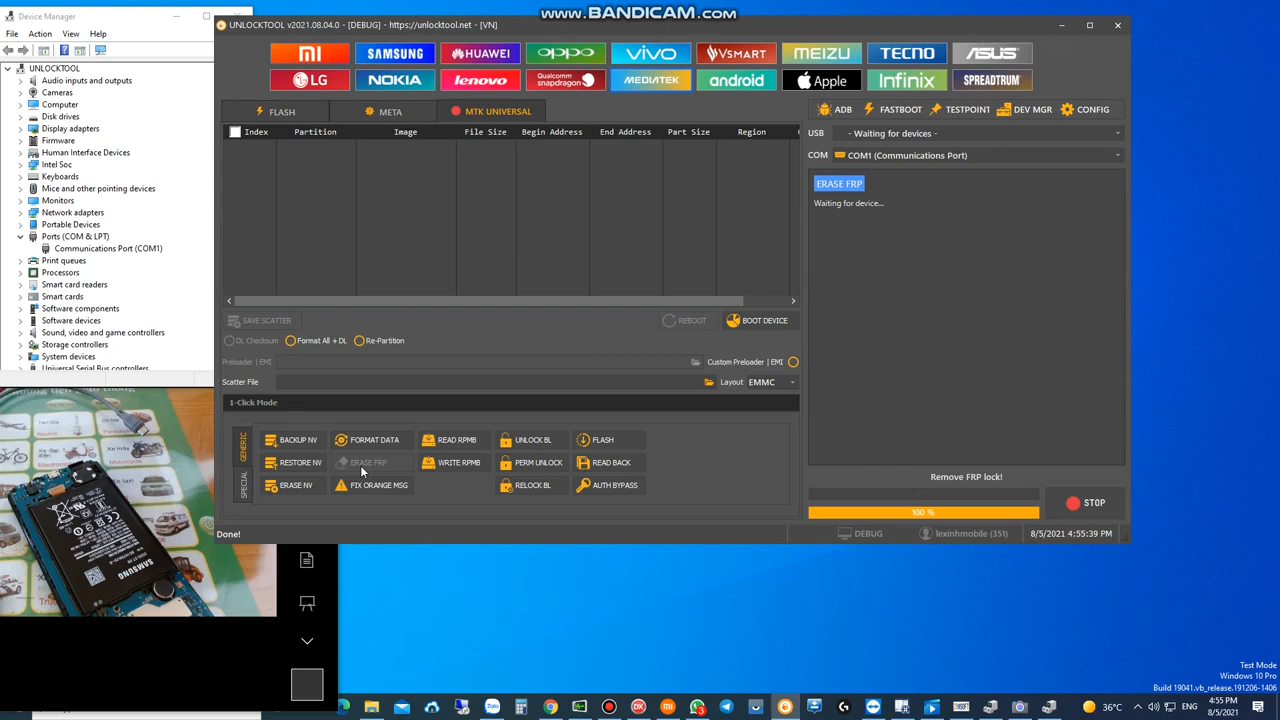 www.BANDICAM.com
Device Manager
File Action View Help
UNLOCKTOOL
Audio inputs and outputs
Cameras
Computer
Disk drives
Display adapters
Firmware
Human Interface Devices
Intel Soc
Keyboards
Mice and other pointing devices
Monitors
Network adapters
Portable Devices
Ports (COM & LPT)
Communications Port (COM1)
Print queues
Processors
Smart card readers
Smart cards
Software components
Software devices
Sound, video and game controllers
Storage controllers
System devices
Universal Serial Bus controllers
UNLOCKTOOL v2021.08.04.0 - [DEBUG] - https://unlocktool.net - [VN]
mi SAMSUNG HUAWEI oppo vivo Vsmart MEIZU TECNO ASUS
LG NOKIA lenovo Qualcomm snapdragon MEDIATEK android Apple Infinix SPREADTRUM
FLASH META MTK UNIVERSAL
Index Partition Image File Size Begin Address End Address Part Size Region
SAVE SCATTER REBOOT BOOT DEVICE
DL Checksum Format All + DL Re-Partition
Preloader | EMI Custom Preloader | EMI
Scatter File Layout EMMC
1-Click Mode
GENERIC
SPECIAL
BACKUP NV FORMAT DATA READ RPMB UNLOCK BL FLASH
RESTORE NV ERASE FRP WRITE RPMB PERM UNLOCK READ BACK
ERASE NV FIX ORANGE MSG RELOCK BL AUTH BYPASS
Done!
ADB FASTBOOT TESTPOINT DEV MGR CONFIG
USB - Waiting for devices -
COM COM1 (Communications Port)
ERASE FRP
Waiting for device...
Remove FRP lock!
100 %
STOP
DEBUG lexinhmobile (351) 8/5/2021 4:55:39 PM
SAMSUNG
Test Mode
Windows 10 Pro
Build 19041.vb_release.191206-1406
36°C
4:55 PM
8/5/2021